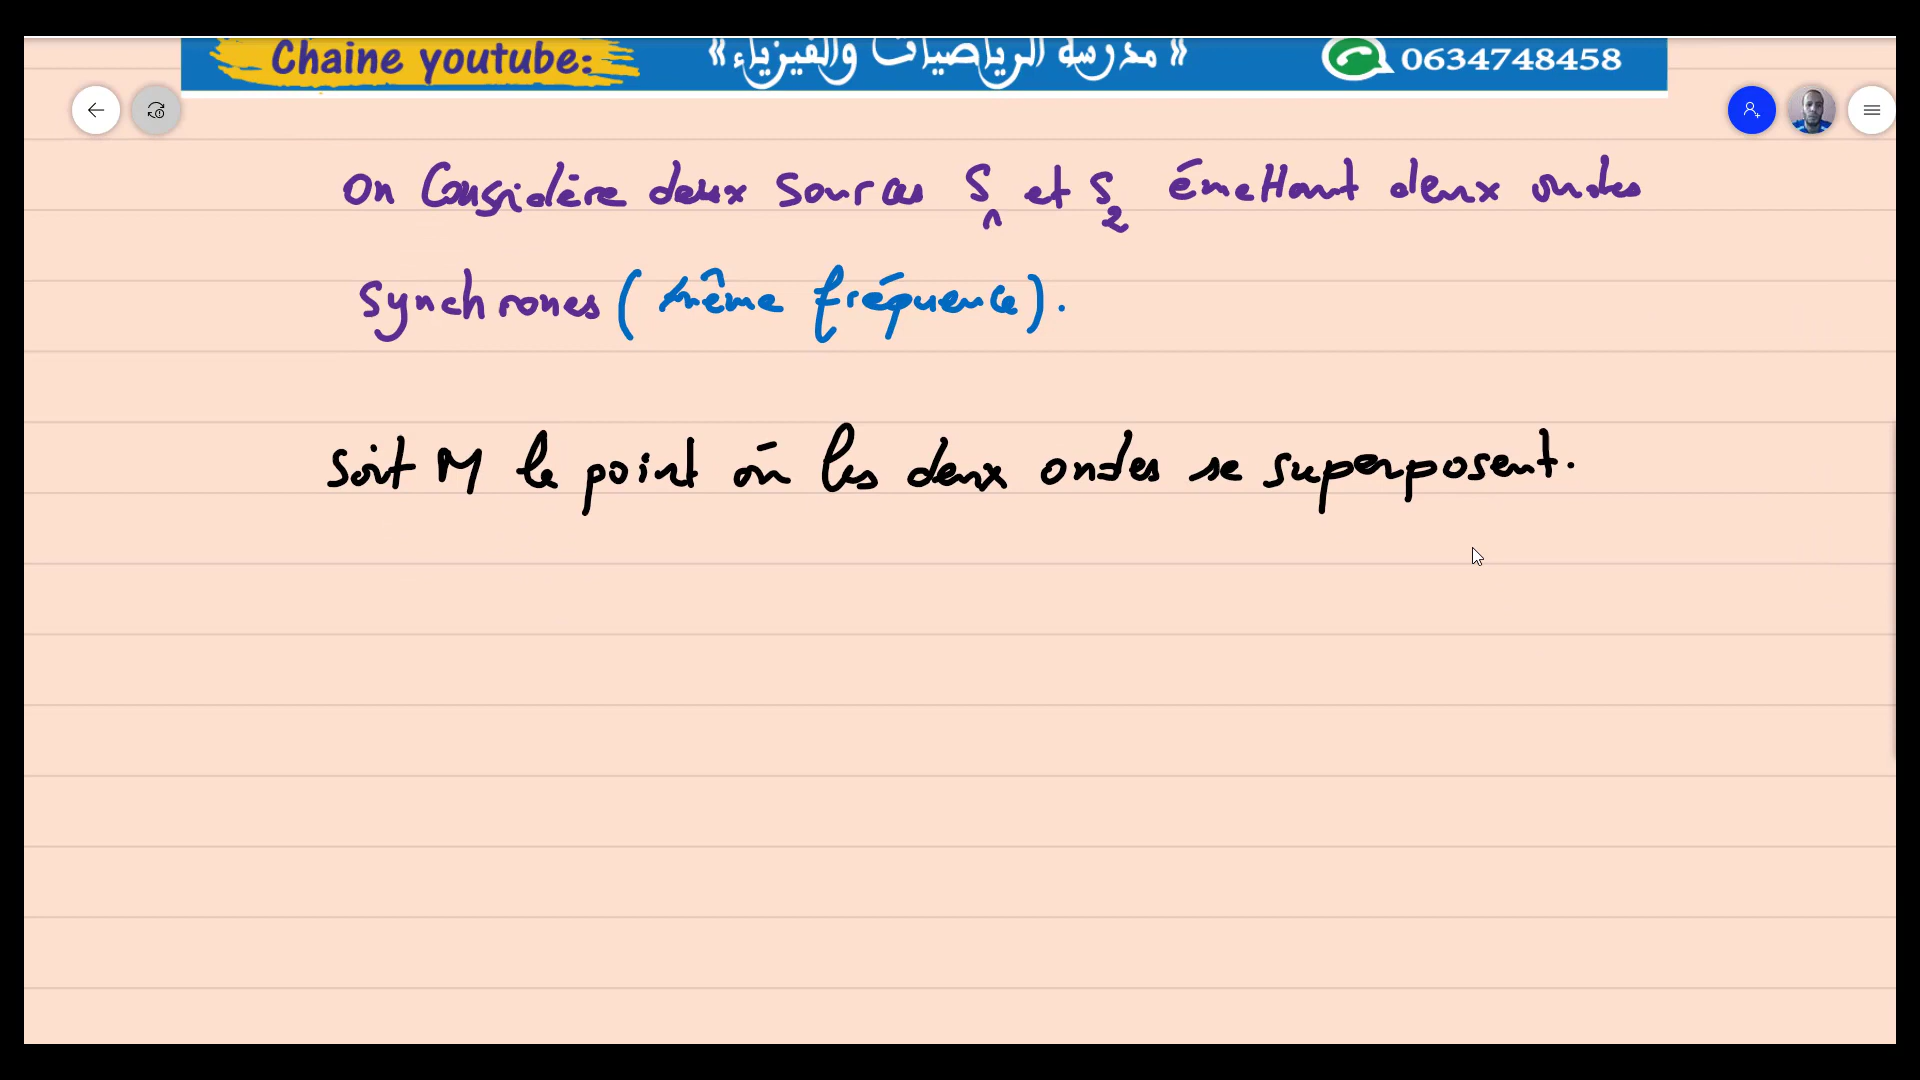 Chaine youtube: « مدرسة الرياضيات والفيزياء » 0634748458
On Considère deux sources S1 et S2 émettant deux ondes
synchrones (même fréquence).
soit M le point où les deux ondes se superposent.